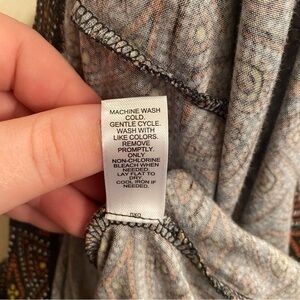 MACHINE WASH
COLD.
GENTLE CYCLE.
WASH WITH
LIKE COLORS.
REMOVE
PROMPTLY.
ONLY
NON-CHLORINE
BLEACH WHEN
NEEDED.
LAY FLAT TO
DRY
COOL IRON IF
NEEDED.